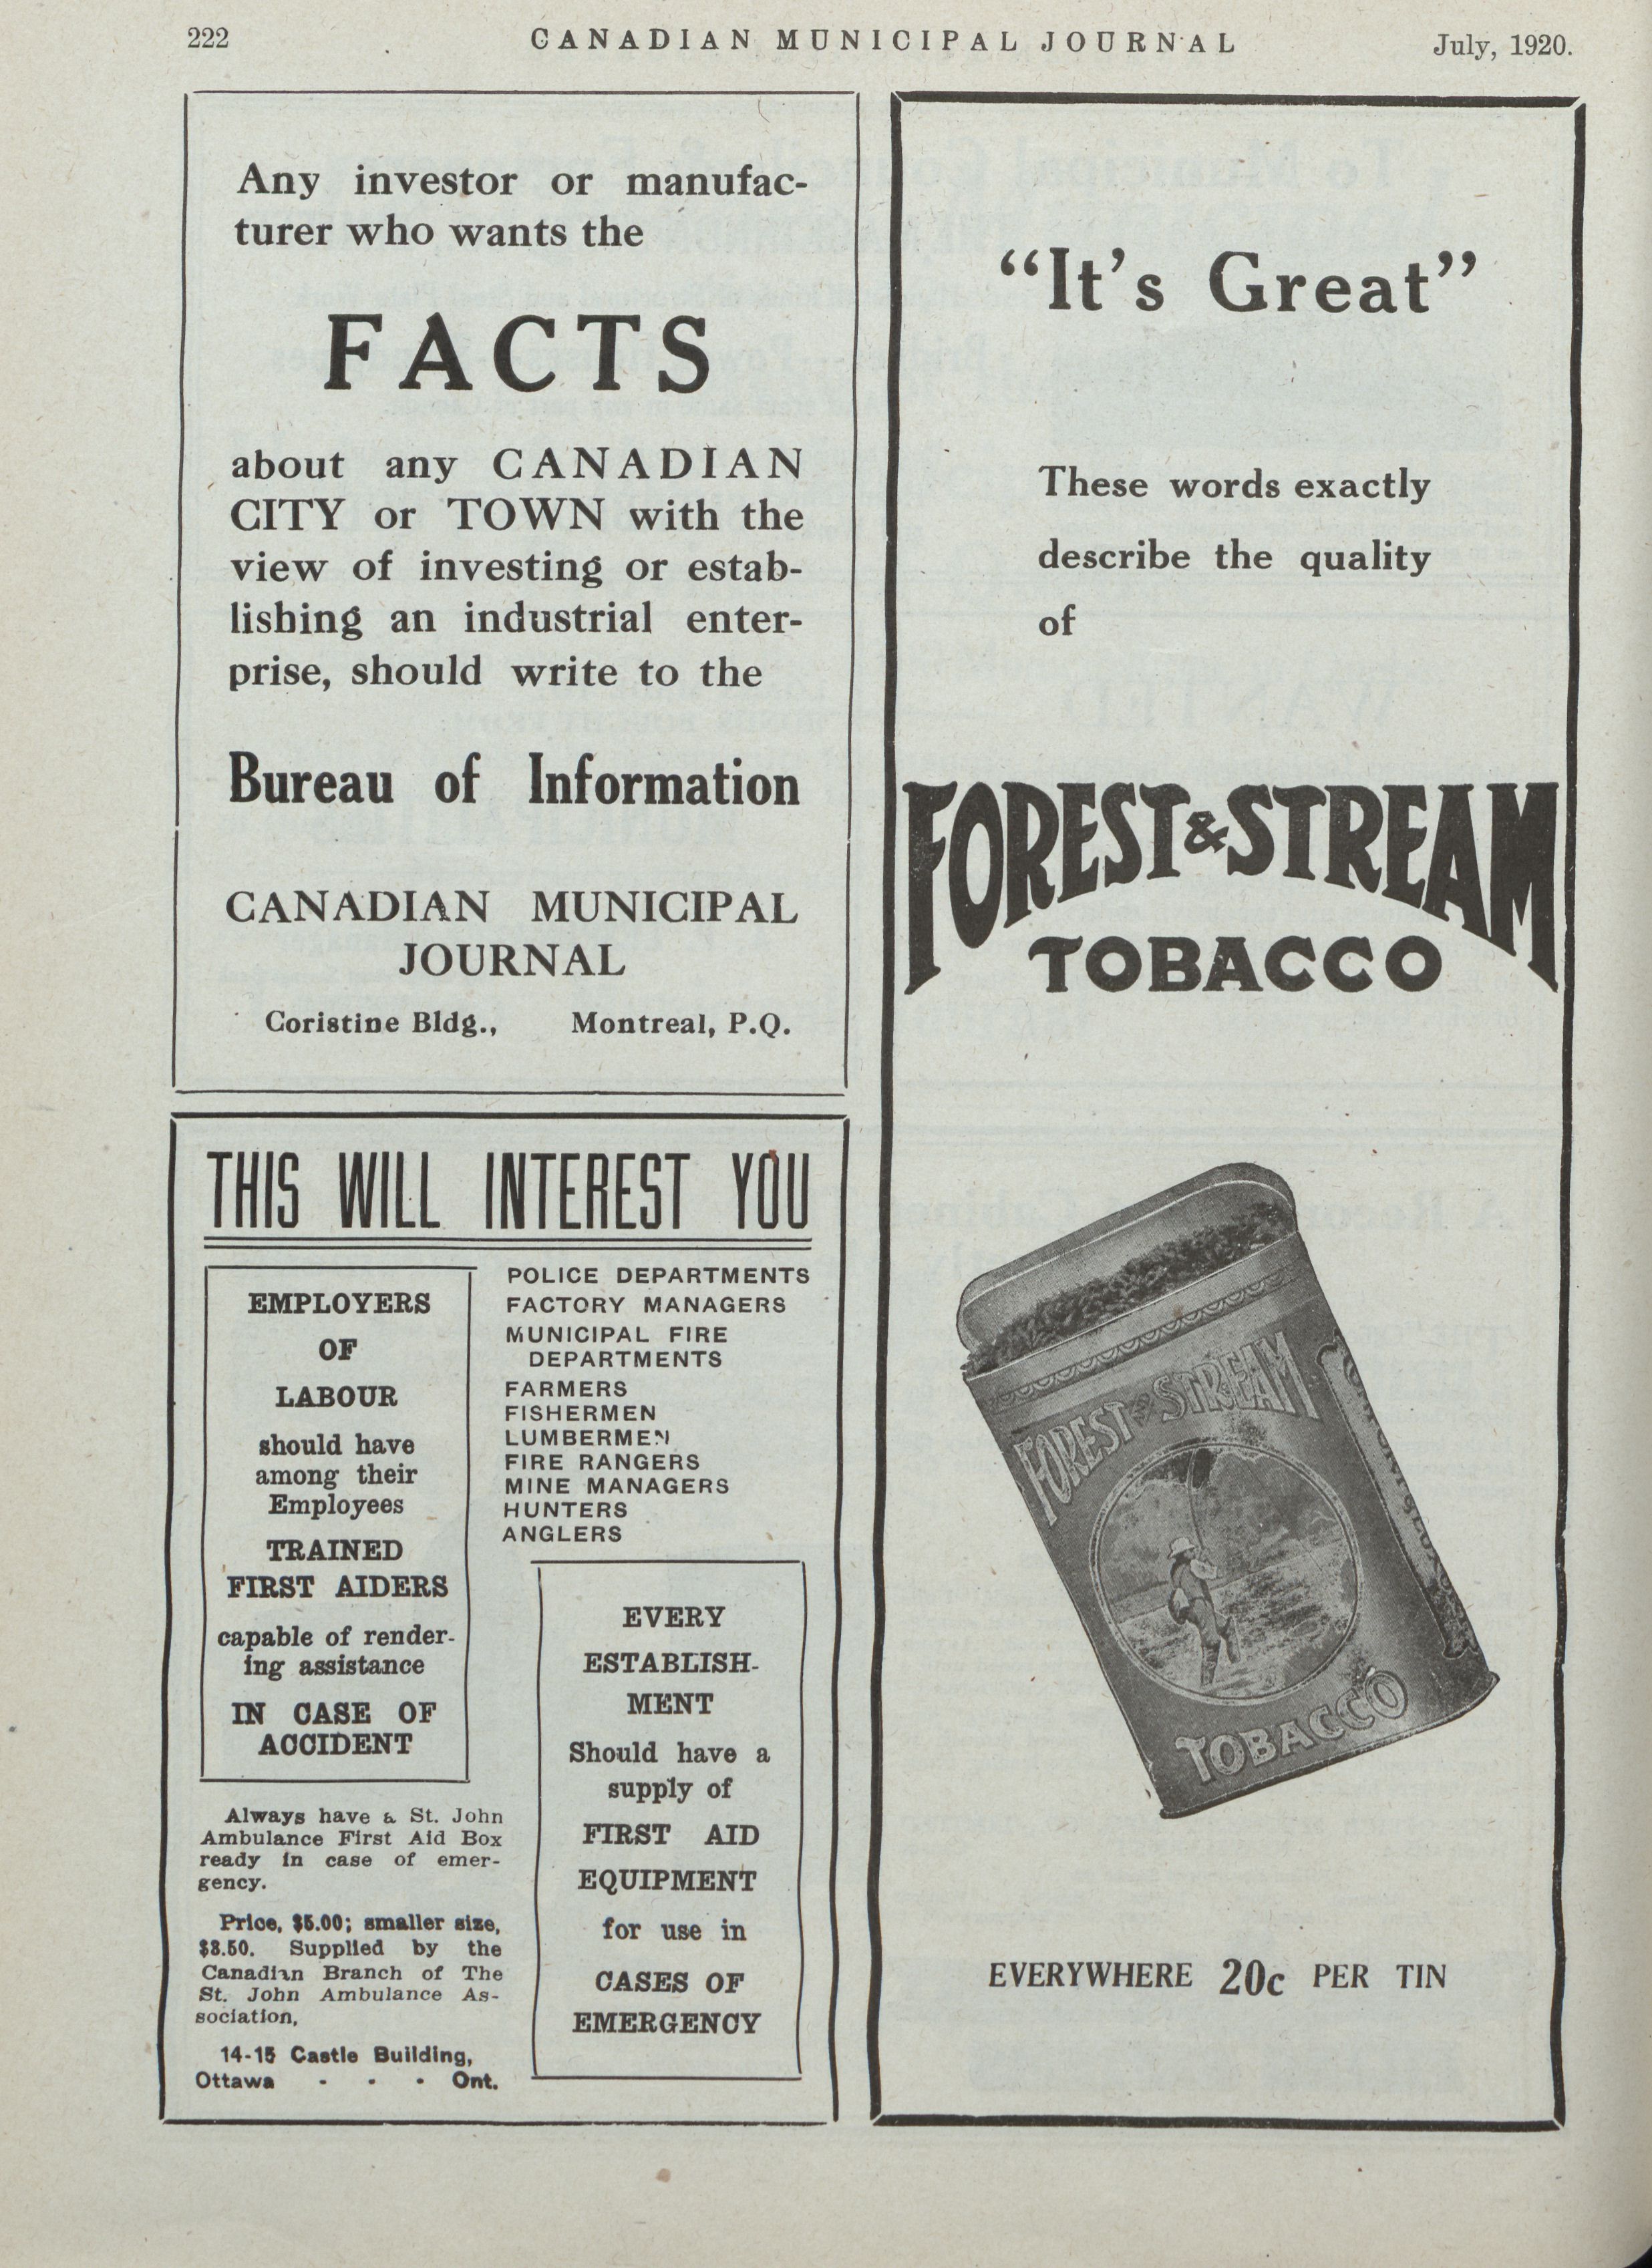 222
CANADIAN MUNICIPAL JOURNAL
July, 1920.
Any investor or manufac-
turer who wants the
FACTS
about any CANADIAN
CITY or TOWN with the
view of investing or estab-
lishing an industrial enter-
prise, should write to the
Bureau of Information
CANADIAN MUNICIPAL
JOURNAL
Coristine Bldg., Montreal, P.Q.
THIS WILL INTEREST YOU
EMPLOYERS
OF
LABOUR
should have
among their
Employees
TRAINED
FIRST AIDERS
capable of render-
ing assistance
IN CASE OF
ACCIDENT
Always have a St. John
Ambulance First Aid Box
ready in case of emer-
gency.
Price, $5.00; smaller size,
$3.50. Supplied by the
Canadian Branch of The
St. John Ambulance As-
sociation,
14-15 Castle Building,
Ottawa - - - Ont.
POLICE DEPARTMENTS
FACTORY MANAGERS
MUNICIPAL FIRE
DEPARTMENTS
FARMERS
FISHERMEN
LUMBERMEN
FIRE RANGERS
MINE MANAGERS
HUNTERS
ANGLERS
EVERY
ESTABLISH-
MENT
Should have a
supply of
FIRST AID
EQUIPMENT
for use in
CASES OF
EMERGENCY
"It's Great"
These words exactly
describe the quality
of
FOREST & STREAM
TOBACCO
FOREST AND STREAM
TOBACCO
EVERYWHERE 20c PER TIN